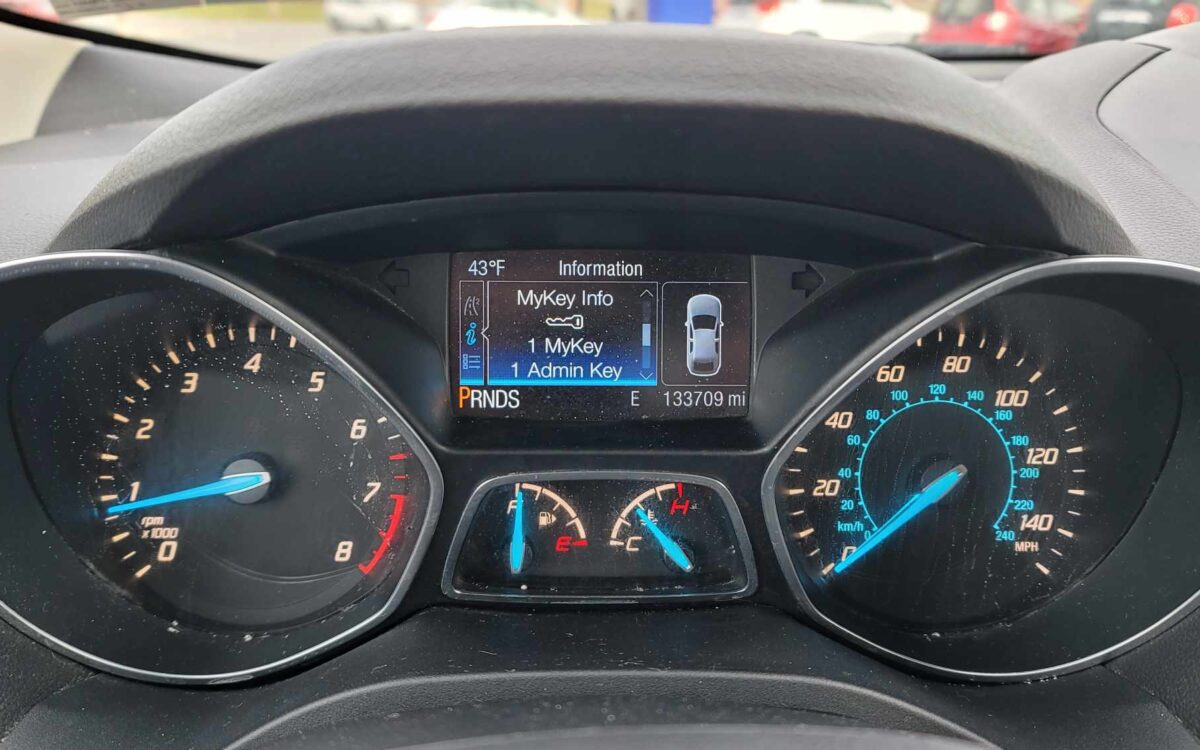 43°F Information
MyKey Info
1 MyKey
1 Admin Key
PRNDS E 133709 mi
0 1 2 3 4 5 6 7 8
rpm
x1000
F E
C H
0 20 40 60 80 100 120 140
MPH
0 20 40 60 80 100 120 140 160 180 200 220 240
km/h